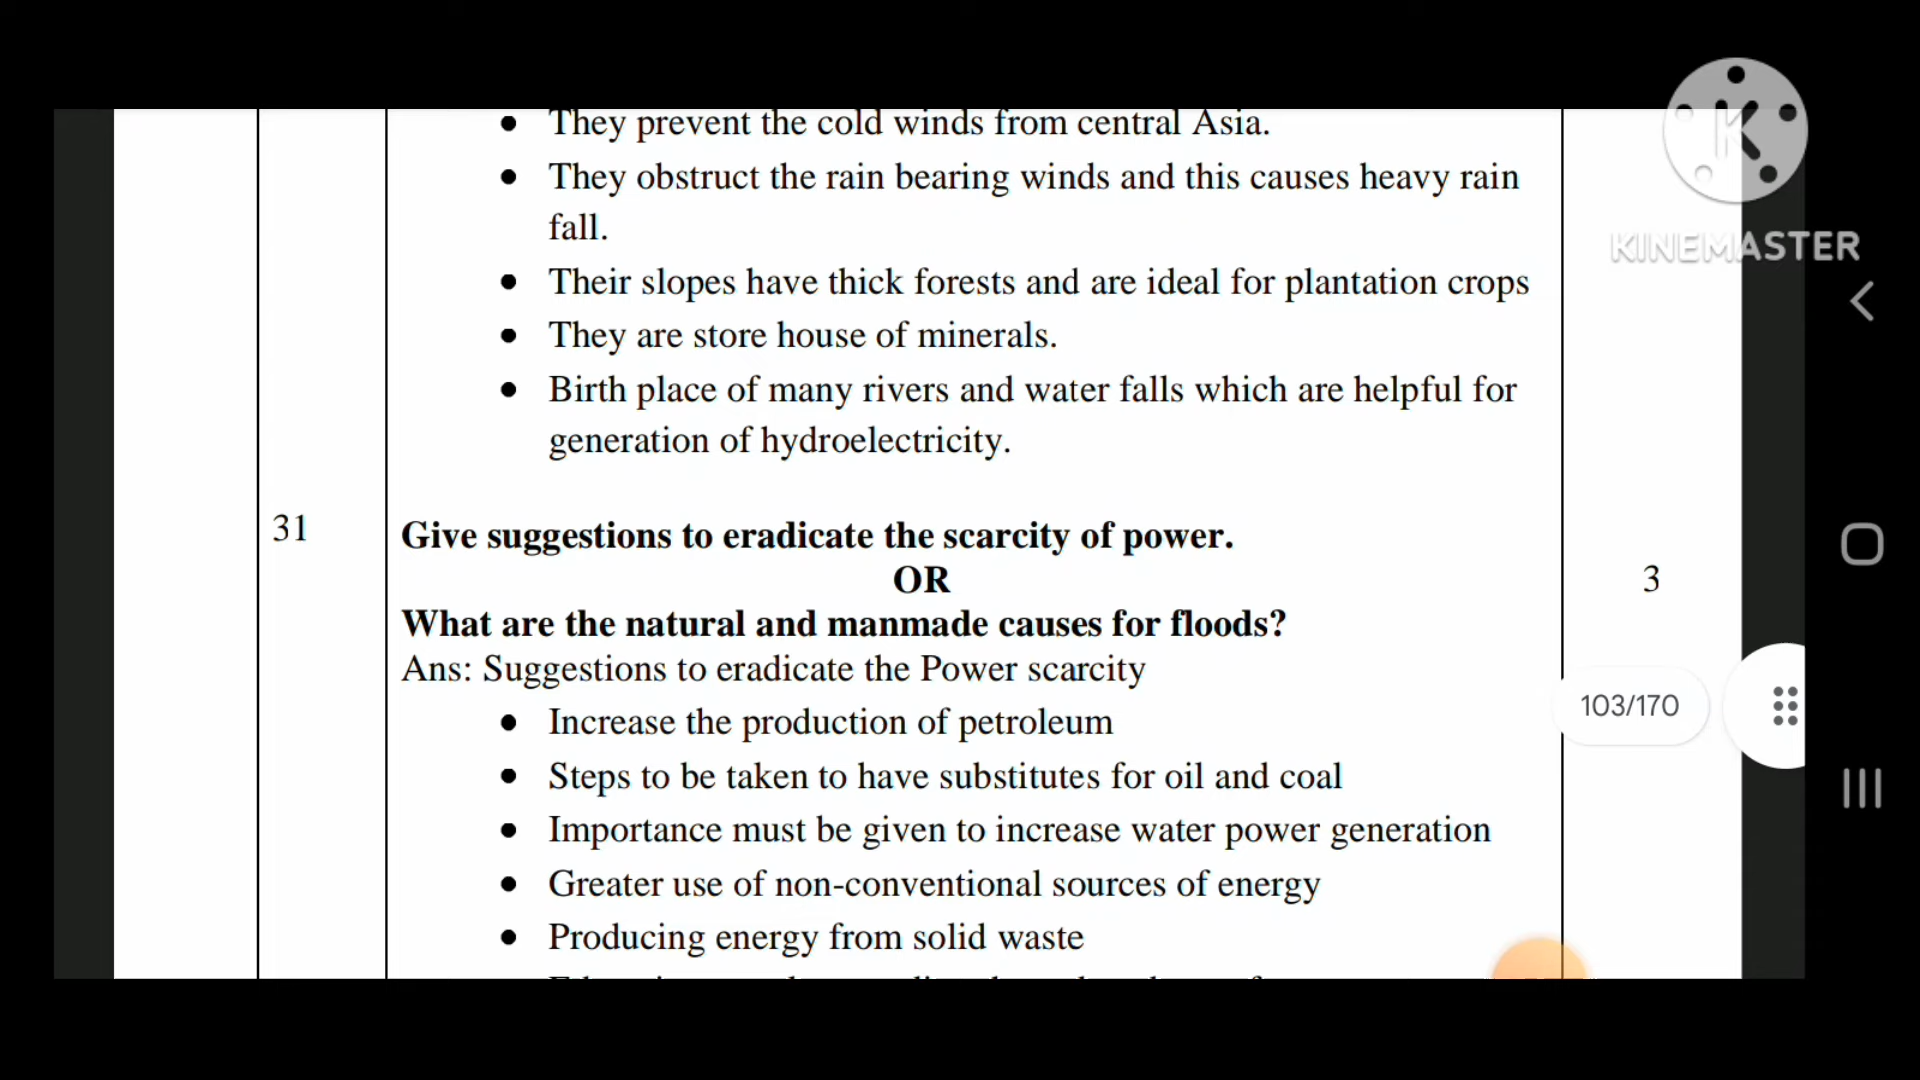 They prevent the cold winds from central Asia.
They obstruct the rain bearing winds and this causes heavy rain
fall.
Their slopes have thick forests and are ideal for plantation crops
They are store house of minerals.
Birth place of many rivers and water falls which are helpful for
generation of hydroelectricity.
31
Give suggestions to eradicate the scarcity of power.
OR
3
What are the natural and manmade causes for floods?
Ans: Suggestions to eradicate the Power scarcity
Increase the production of petroleum
Steps to be taken to have substitutes for oil and coal
Importance must be given to increase water power generation
Greater use of non-conventional sources of energy
Producing energy from solid waste
103/170
K
KINEMASTER